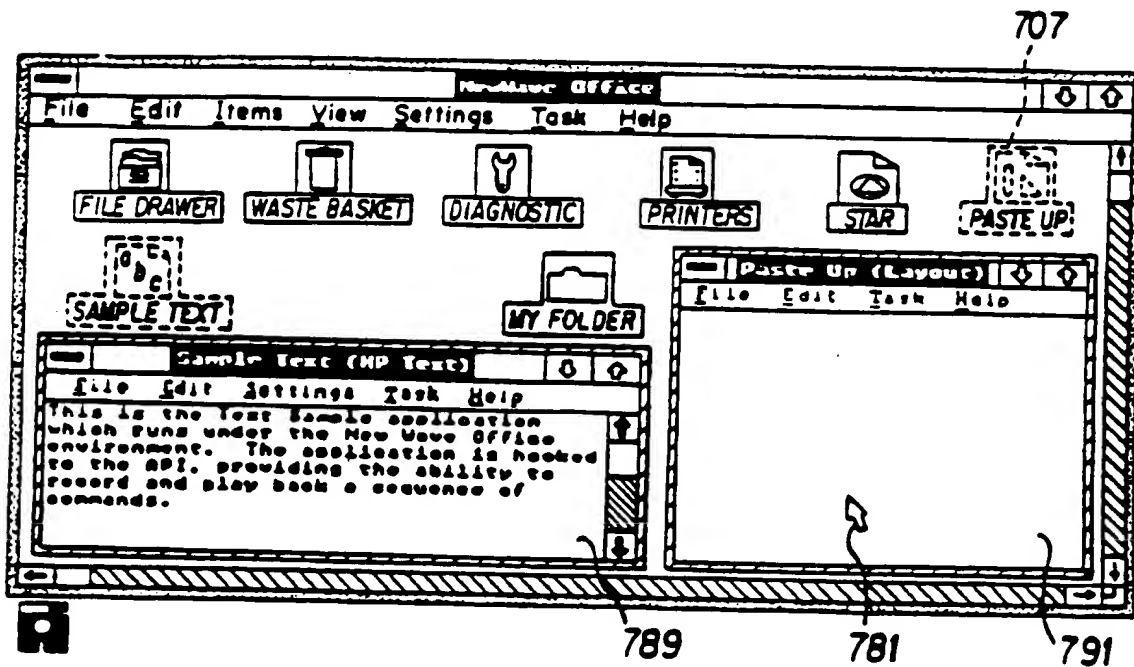 707
NewWave Office
File Edit Items View Settings Task Help
FILE DRAWER WASTE BASKET DIAGNOSTIC PRINTERS STAR PASTE UP
SAMPLE TEXT MY FOLDER
Paste Up (Layout)
File Edit Task Help
Sample Text (HP Text)
File Edit Settings Task Help
This is the Text Sample application
which runs under the New Wave Office
environment. The application is hooked
to the API, providing the ability to
record and play back a sequence of
commands.
abc
789 781 791